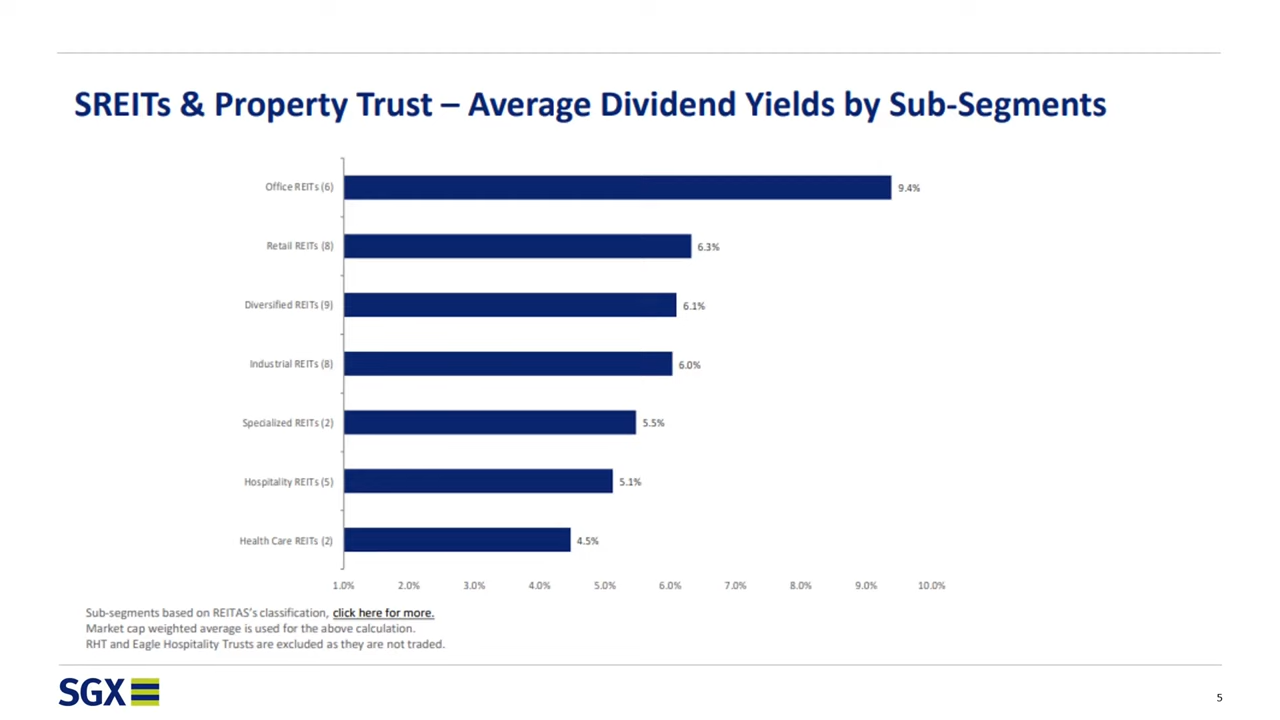 SREITs & Property Trust – Average Dividend Yields by Sub-Segments
Office REITs (6)
9.4%
Retail REITs (8)
6.3%
Diversified REITs (9)
6.1%
Industrial REITs (8)
6.0%
Specialized REITs (2)
5.5%
Hospitality REITs (5)
5.1%
Health Care REITs (2)
4.5%
1.0% 2.0% 3.0% 4.0% 5.0% 6.0% 7.0% 8.0% 9.0% 10.0%
Sub-segments based on REITAS's classification, click here for more.
Market cap weighted average is used for the above calculation.
RHT and Eagle Hospitality Trusts are excluded as they are not traded.
SGX
5